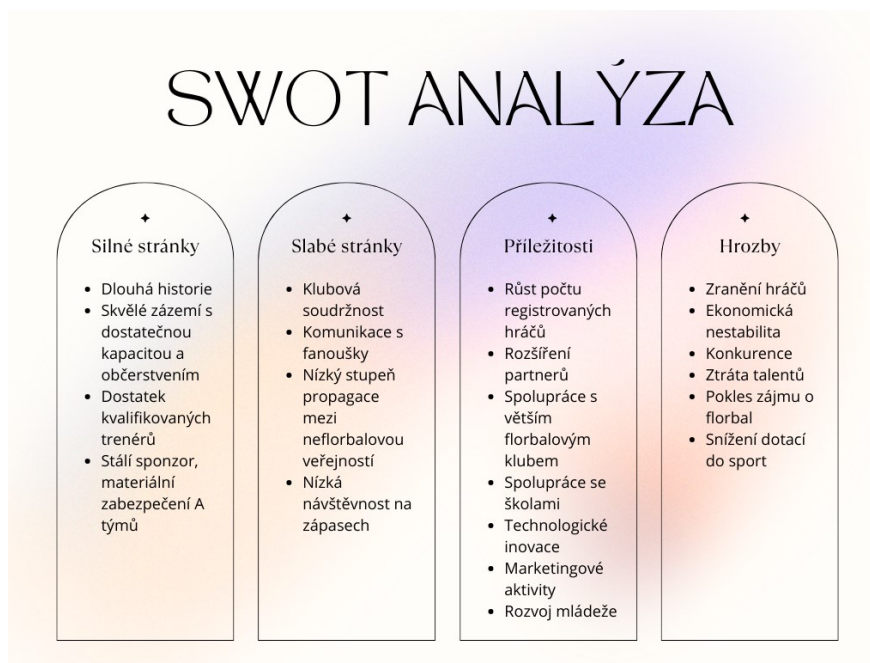 SWOT ANALÝZA
Silné stránky
• Dlouhá historie
• Skvělé zázemí s
dostatečnou
kapacitou a
občerstvením
• Dostatek
kvalifikovaných
trenérů
• Stálí sponzor,
materiální
zabezpečení A
týmů
Slabé stránky
• Klubová
soudržnost
• Komunikace s
fanoušky
• Nízký stupeň
propagace
mezi
neflorbalovou
veřejností
• Nízká
návštěvnost na
zápasech
Příležitosti
• Růst počtu
registrovaných
hráčů
• Rozšíření
partnerů
• Spolupráce s
větším
florbalovým
klubem
• Spolupráce se
školami
• Technologické
inovace
• Marketingové
aktivity
• Rozvoj mládeže
Hrozby
• Zranění hráčů
• Ekonomická
nestabilita
• Konkurence
• Ztráta talentů
• Pokles zájmu o
florbal
• Snížení dotací
do sport